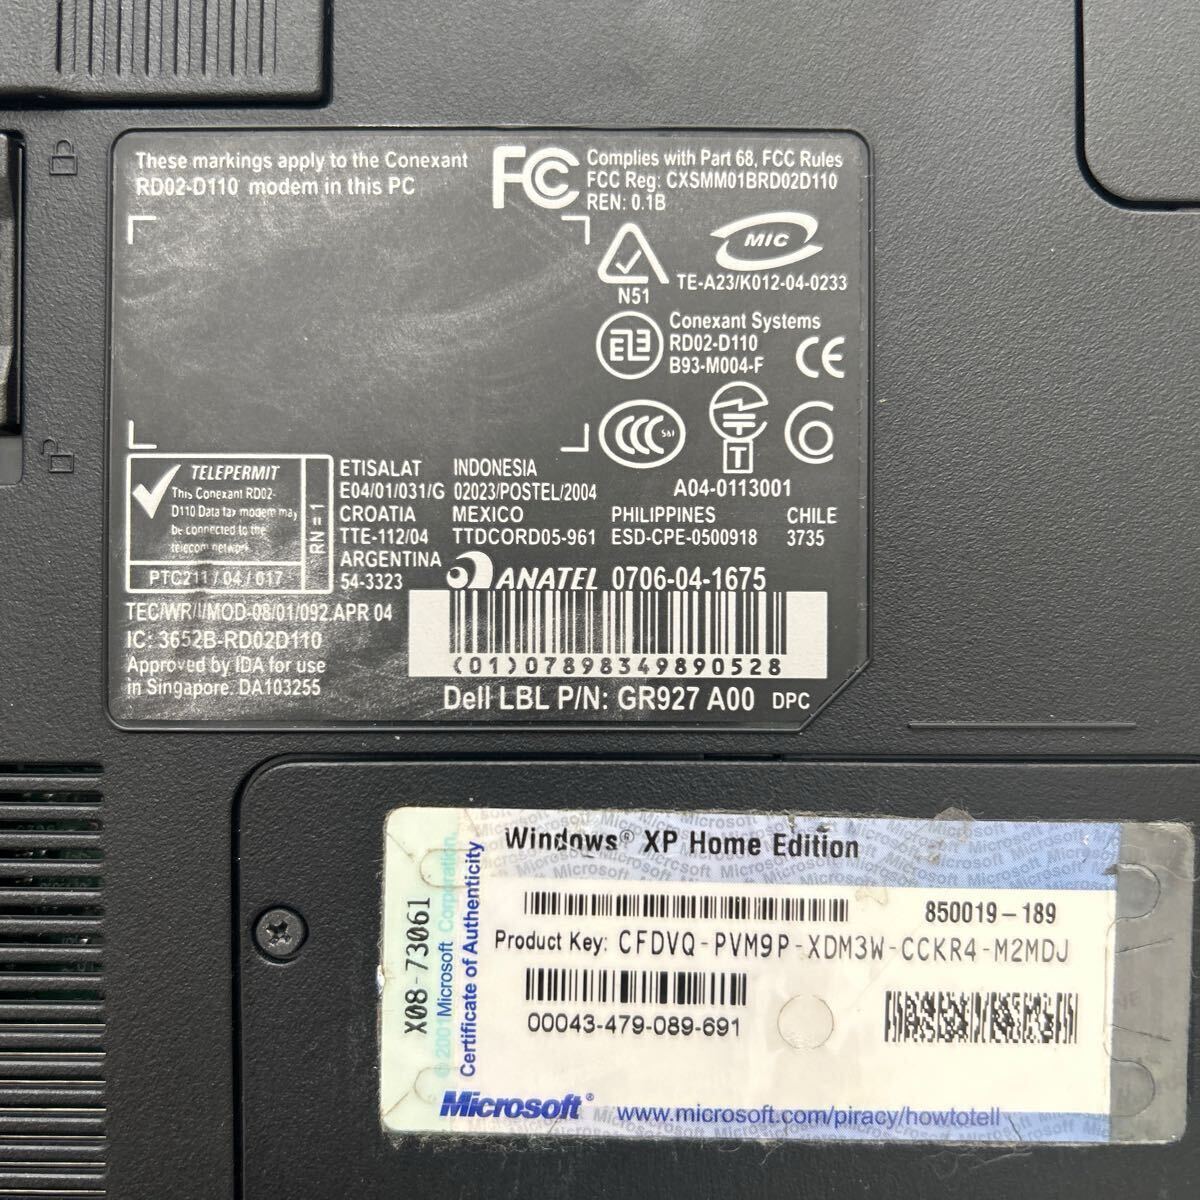 These markings apply to the Conexant
RD02-D110 modem in this PC
FC
Complies with Part 68, FCC Rules
FCC Reg: CXSMM01BRD02D110
REN: 0.1B
N51
MIC
TE-A23/K012-04-0233
Conexant Systems
RD02-D110
B93-M004-F
CE
CCC
S&E
T
A04-0113001
TELEPERMIT
This Conexant RD02-
D110 Data fax modem may
be connected to the
telecom network.
PTC211 / 04 / 017
RN = 1
ETISALAT
E04/01/031/G
CROATIA
TTE-112/04
ARGENTINA
54-3323
INDONESIA
02023/POSTEL/2004
MEXICO
TTDCORD05-961
PHILIPPINES
ESD-CPE-0500918
CHILE
3735
ANATEL 0706-04-1675
TEC/WR/I/MOD-08/01/092.APR 04
IC: 3652B-RD02D110
Approved by IDA for use
in Singapore. DA103255
(01)07898349890528
Dell LBL P/N: GR927 A00 DPC
Windows® XP Home Edition
X08-73061
© 2001 Microsoft Corporation.
Certificate of Authenticity
850019-189
Product Key: CFDVQ-PVM9P-XDM3W-CCKR4-M2MDJ
00043-479-089-691
Microsoft® www.microsoft.com/piracy/howtotell